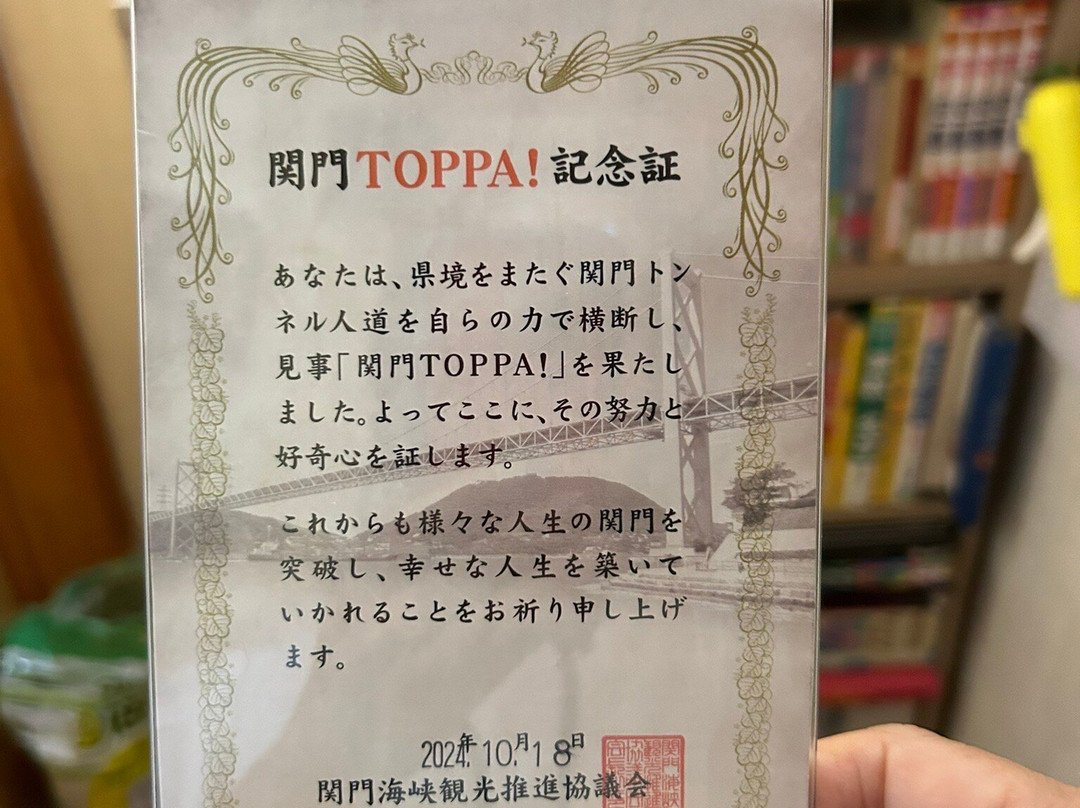 関門TOPPA!記念証
あなたは、県境をまたぐ関門トン
ネル人道を自らの力で横断し、
見事「関門TOPPA!」を果たし
ました。よってここに、その努力と
好奇心を証します。
これからも様々な人生の関門を
突破し、幸せな人生を築いて
いかれることをお祈り申し上げ
ます。
2024年10月18日
関門海峡観光推進協議会